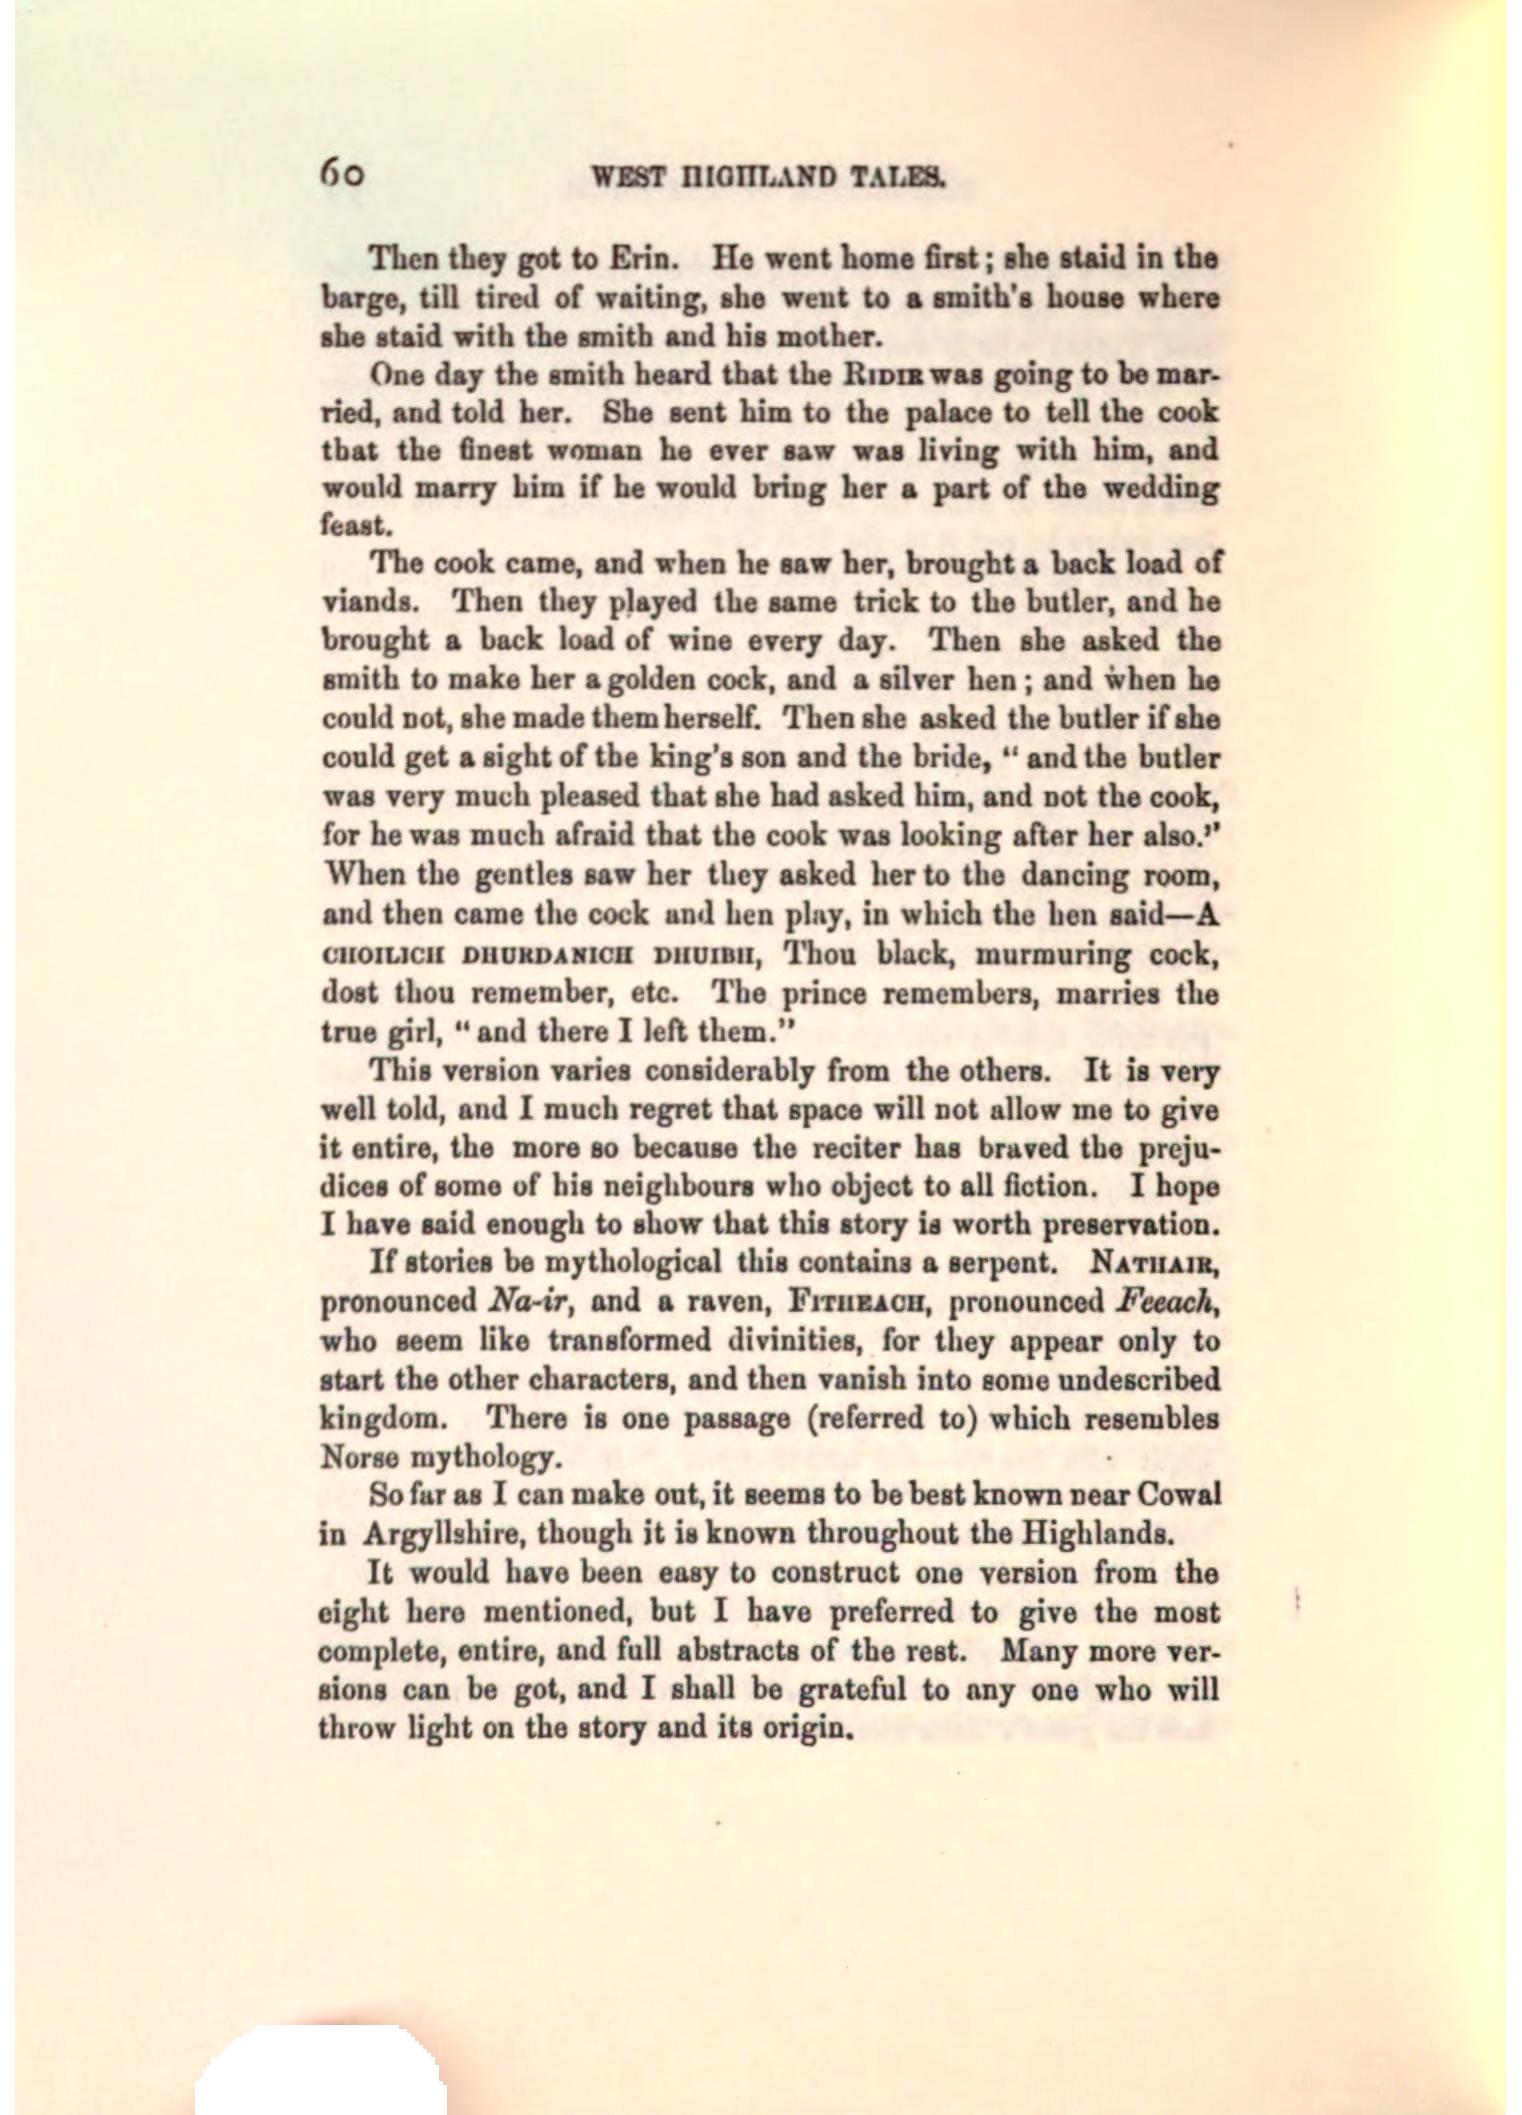 60 WEST HIGHLAND TALES.
Then they got to Erin. He went home first; she staid in the
barge, till tired of waiting, she went to a smith's house where
she staid with the smith and his mother.
One day the smith heard that the RIDIR was going to be mar-
ried, and told her. She sent him to the palace to tell the cook
that the finest woman he ever saw was living with him, and
would marry him if he would bring her a part of the wedding
feast.
The cook came, and when he saw her, brought a back load of
viands. Then they played the same trick to the butler, and he
brought a back load of wine every day. Then she asked the
smith to make her a golden cock, and a silver hen; and when he
could not, she made them herself. Then she asked the butler if she
could get a sight of the king's son and the bride, "and the butler
was very much pleased that she had asked him, and not the cook,
for he was much afraid that the cook was looking after her also."
When the gentles saw her they asked her to the dancing room,
and then came the cock and hen play, in which the hen said—A
CHOILICH DHURDANICH DHUIBH, Thou black, murmuring cock,
dost thou remember, etc. The prince remembers, marries the
true girl, "and there I left them."
This version varies considerably from the others. It is very
well told, and I much regret that space will not allow me to give
it entire, the more so because the reciter has braved the preju-
dices of some of his neighbours who object to all fiction. I hope
I have said enough to show that this story is worth preservation.
If stories be mythological this contains a serpent. NATHAIR,
pronounced Na-ir, and a raven, FITHEACH, pronounced Feeach,
who seem like transformed divinities, for they appear only to
start the other characters, and then vanish into some undescribed
kingdom. There is one passage (referred to) which resembles
Norse mythology.
So far as I can make out, it seems to be best known near Cowal
in Argyllshire, though it is known throughout the Highlands.
It would have been easy to construct one version from the
eight here mentioned, but I have preferred to give the most
complete, entire, and full abstracts of the rest. Many more ver-
sions can be got, and I shall be grateful to any one who will
throw light on the story and its origin.